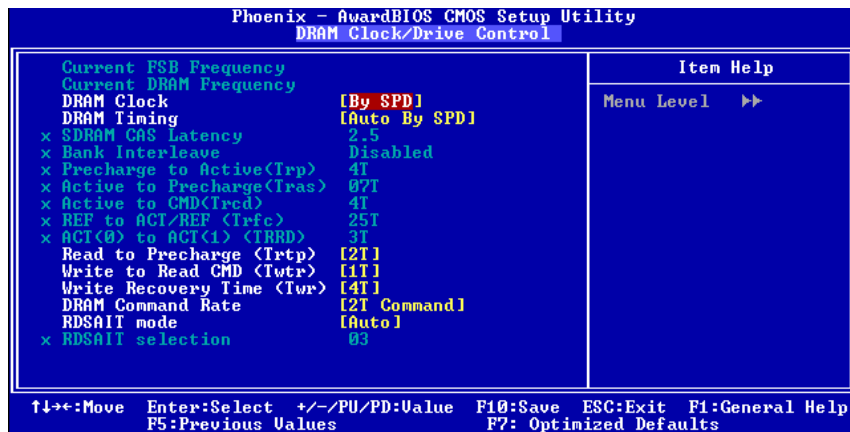 Phoenix - AwardBIOS CMOS Setup Utility
DRAM Clock/Drive Control
Current FSB Frequency
Current DRAM Frequency
DRAM Clock [By SPD]
DRAM Timing [Auto By SPD]
x SDRAM CAS Latency 2.5
x Bank Interleave Disabled
x Precharge to Active(Trp) 4T
x Active to Precharge(Tras) 07T
x Active to CMD(Trcd) 4T
x REF to ACT/REF (Trfc) 25T
x ACT(0) to ACT(1) (TRRD) 3T
Read to Precharge (Trtp) [2T]
Write to Read CMD (Twtr) [1T]
Write Recovery Time (Twr) [4T]
DRAM Command Rate [2T Command]
RDSAIT mode [Auto]
x RDSAIT selection 03
Item Help
Menu Level ▸▸
↑↓→←:Move Enter:Select +/-/PU/PD:Value F10:Save ESC:Exit F1:General Help
F5:Previous Values F7: Optimized Defaults